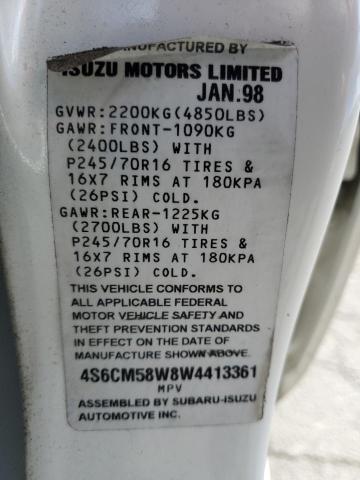 MANUFACTURED BY
ISUZU MOTORS LIMITED
JAN.98
GVWR:2200KG(4850LBS)
GAWR:FRONT-1090KG
(2400LBS) WITH
P245/70R16 TIRES &
16X7 RIMS AT 180KPA
(26PSI) COLD.
GAWR:REAR-1225KG
(2700LBS) WITH
P245/70R16 TIRES &
16X7 RIMS AT 180KPA
(26PSI) COLD.
THIS VEHICLE CONFORMS TO
ALL APPLICABLE FEDERAL
MOTOR VEHICLE SAFETY AND
THEFT PREVENTION STANDARDS
IN EFFECT ON THE DATE OF
MANUFACTURE SHOWN ABOVE.
4S6CM58W8W4413361
MPV
ASSEMBLED BY SUBARU-ISUZU
AUTOMOTIVE INC.